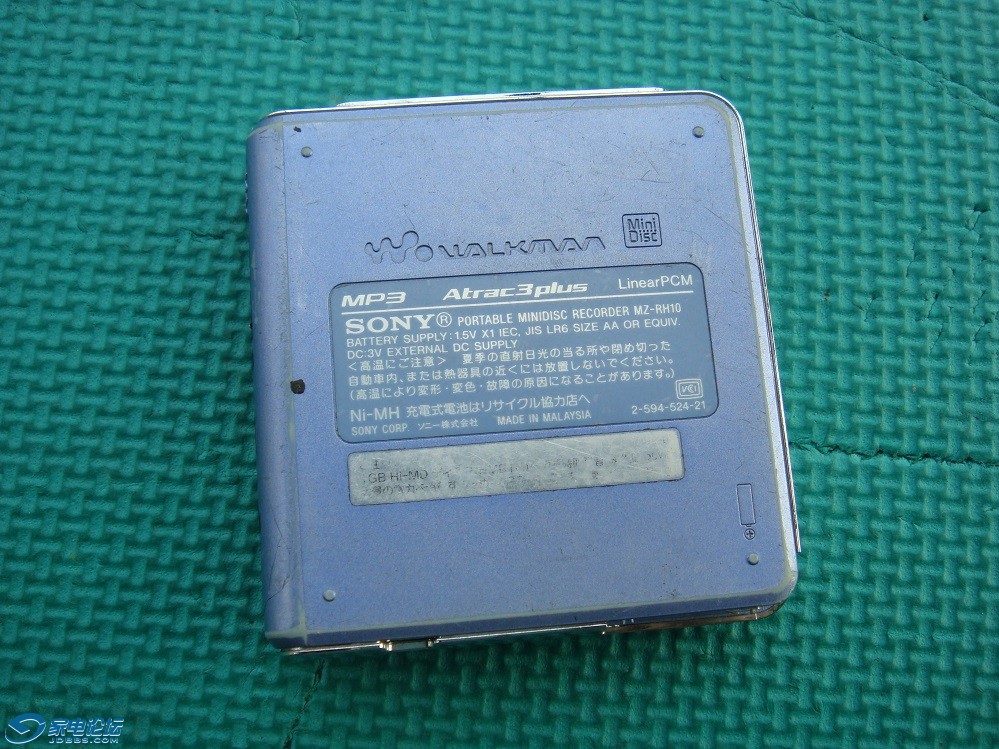 WALKMAN
Mini
Disc
MP3 Atrac3plus LinearPCM
SONY® PORTABLE MINIDISC RECORDER MZ-RH10
BATTERY SUPPLY:1.5V X1 IEC, JIS LR6 SIZE AA OR EQUIV.
DC:3V EXTERNAL DC SUPPLY
<高温にご注意> 夏季の直射日光の当る所や閉め切った
自動車内、または熱器具の近くには放置しないでください。
(高温により変形・変色・故障の原因になることがあります。)
Ni-MH 充電式電池はリサイクル協力店へ
SONY CORP. ソニー株式会社 MADE IN MALAYSIA 2-594-524-21
GB Hi-MD
家电论坛
JDBBS.COM